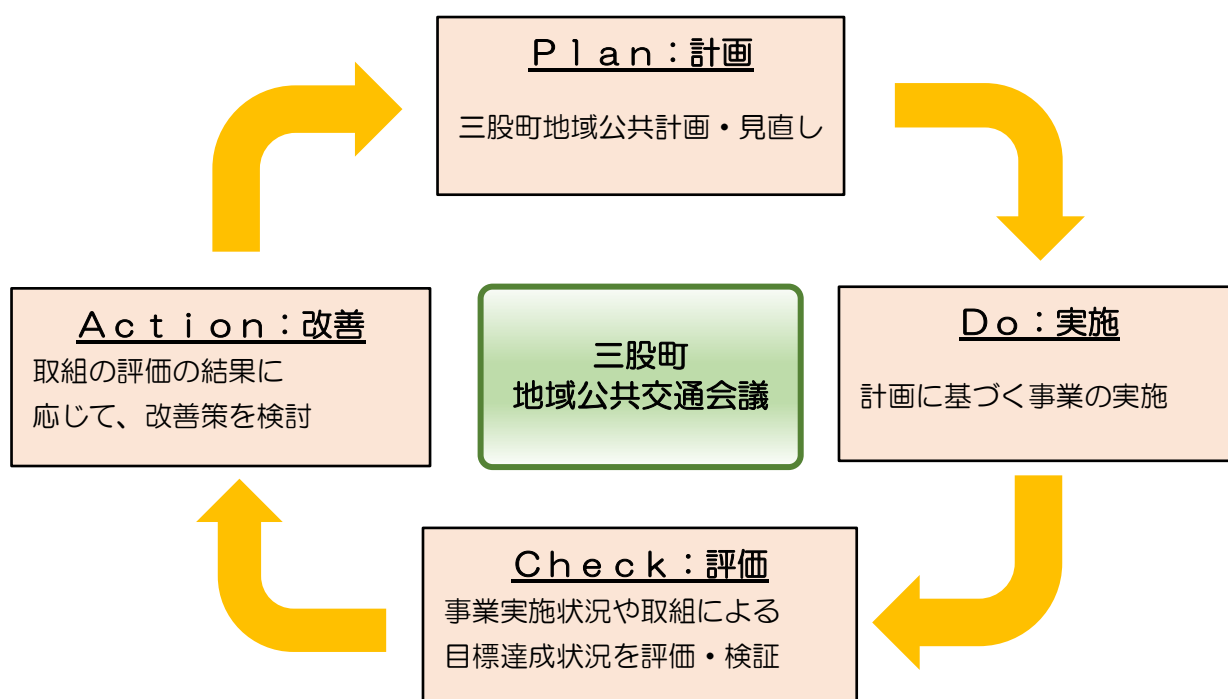 Ｐｌａｎ：計画
三股町地域公共計画・見直し
Ａｃｔｉｏｎ：改善
取組の評価の結果に
応じて、改善策を検討
三股町
地域公共交通会議
Ｄｏ：実施
計画に基づく事業の実施
Ｃｈｅｃｋ：評価
事業実施状況や取組による
目標達成状況を評価・検証